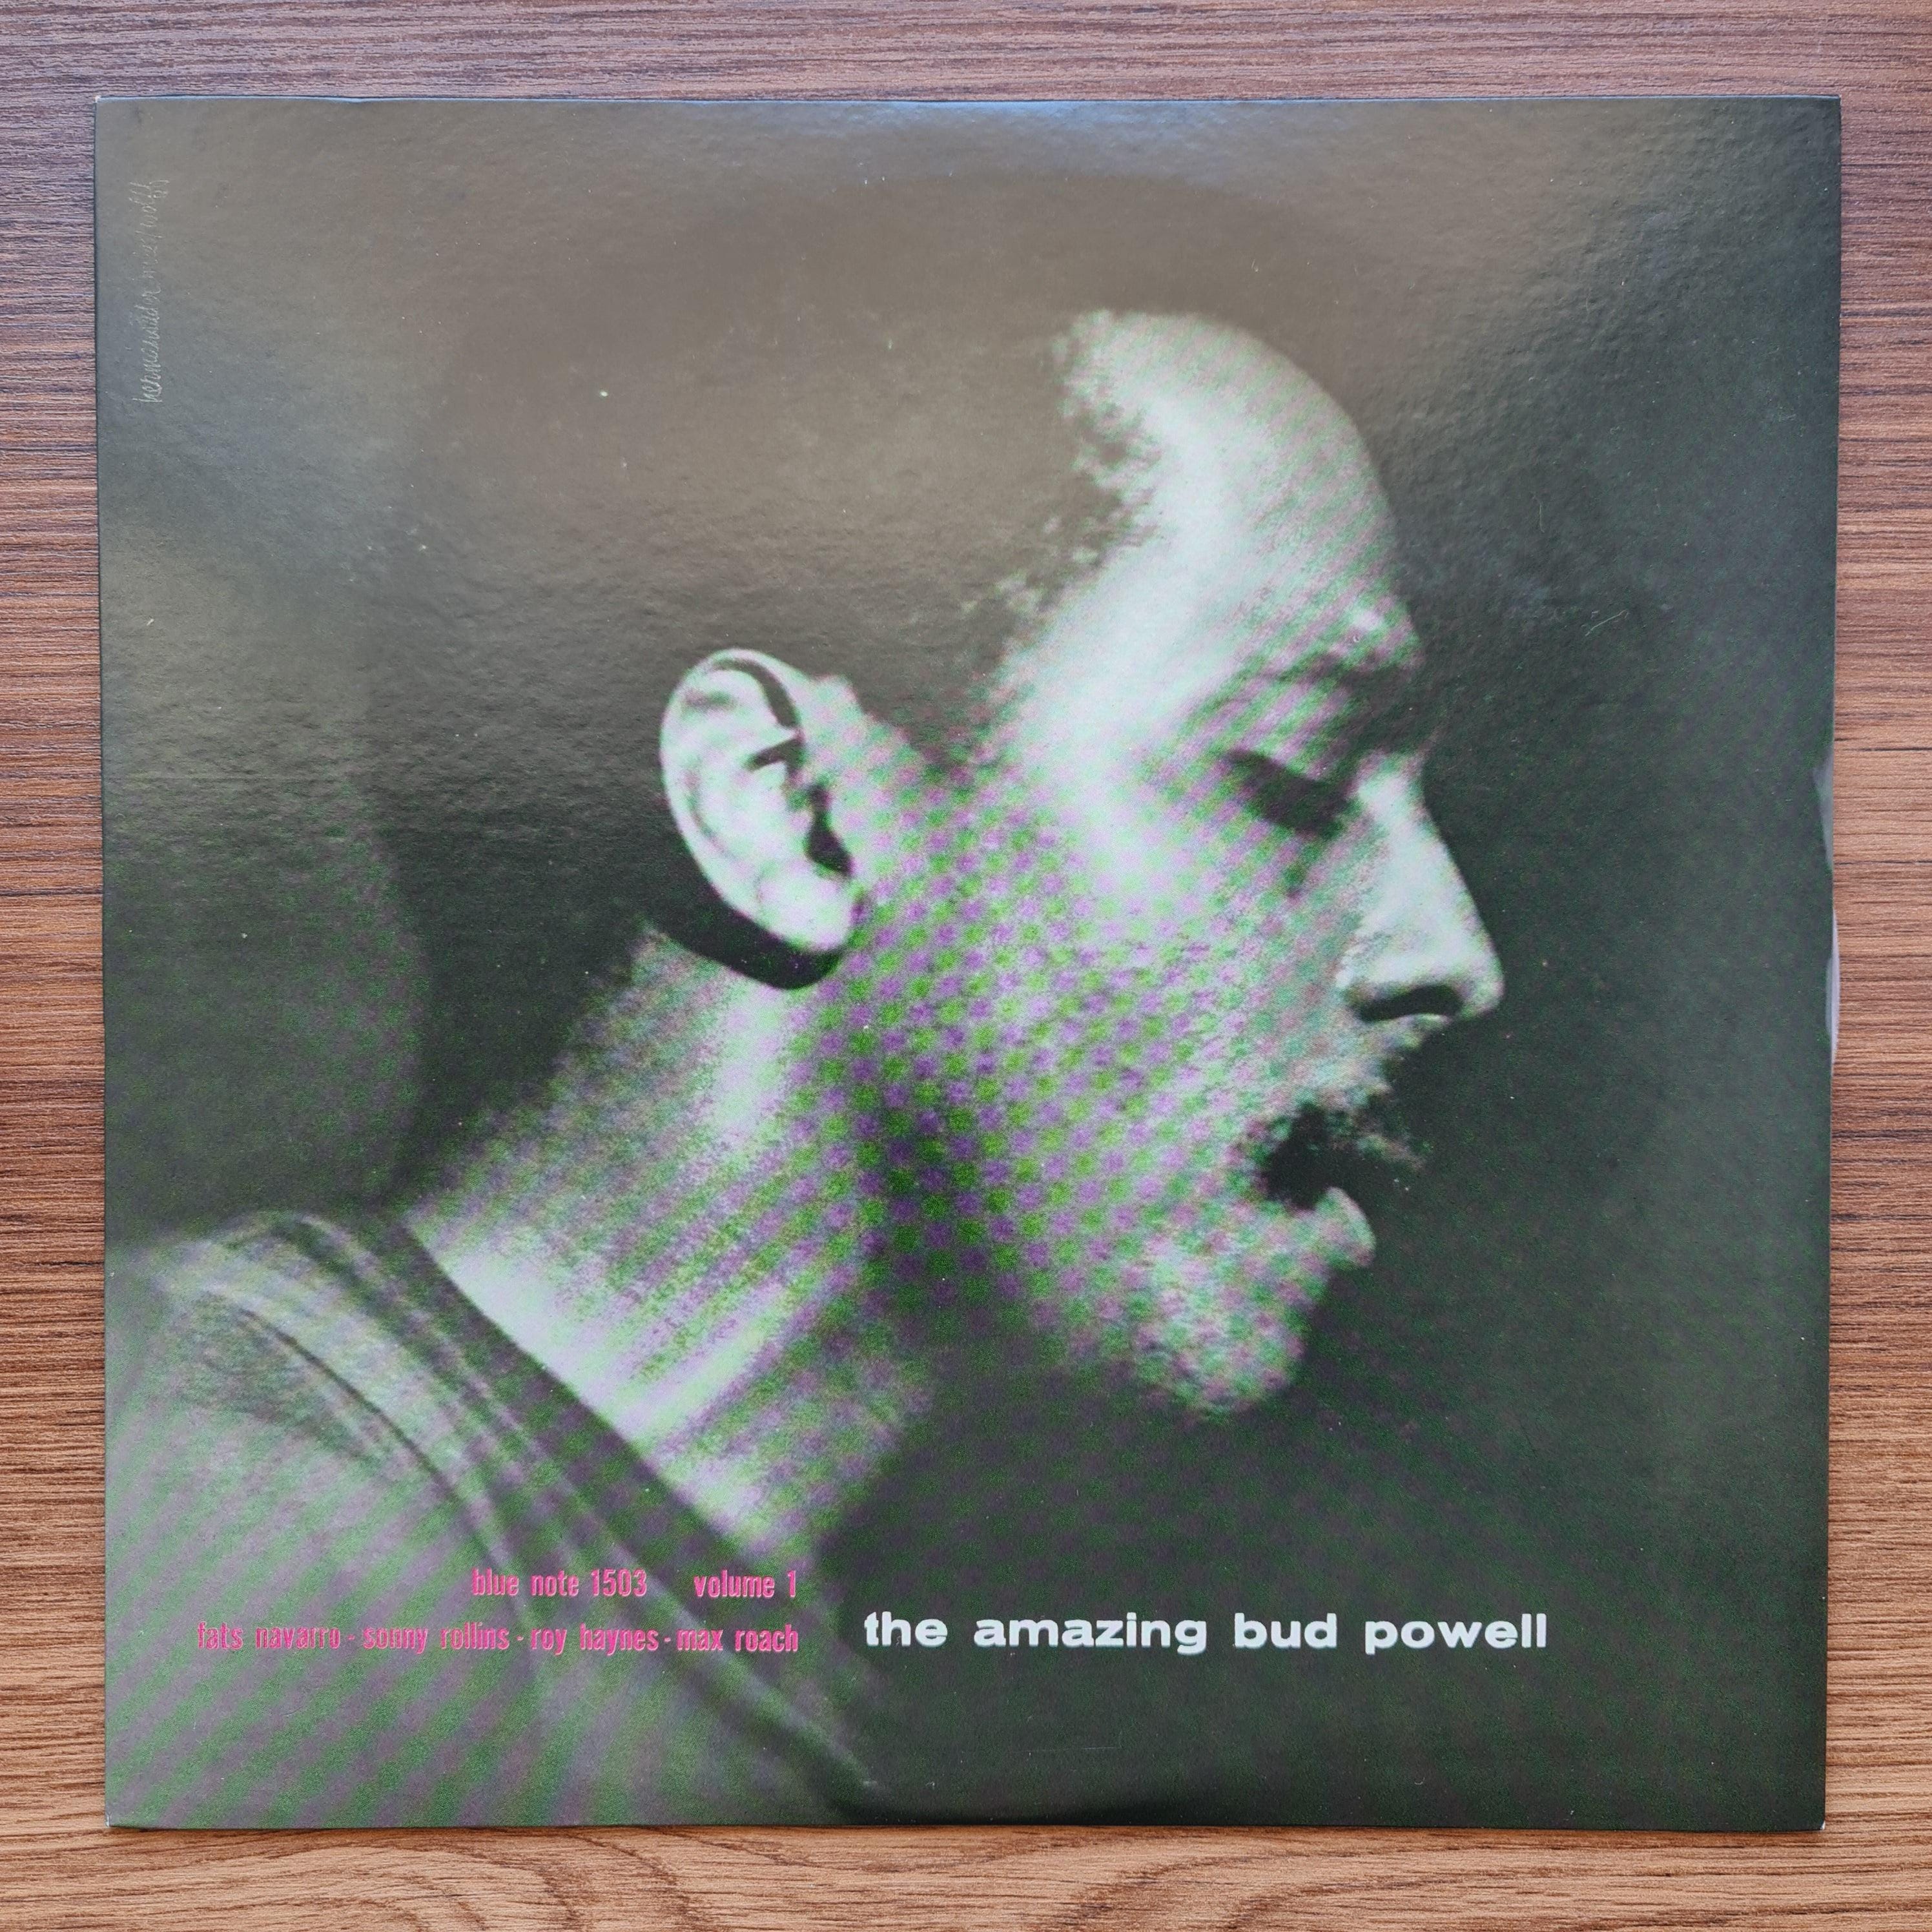 blue note 1503 volume 1
fats navarro - sonny rollins - roy haynes - max roach
the amazing bud powell